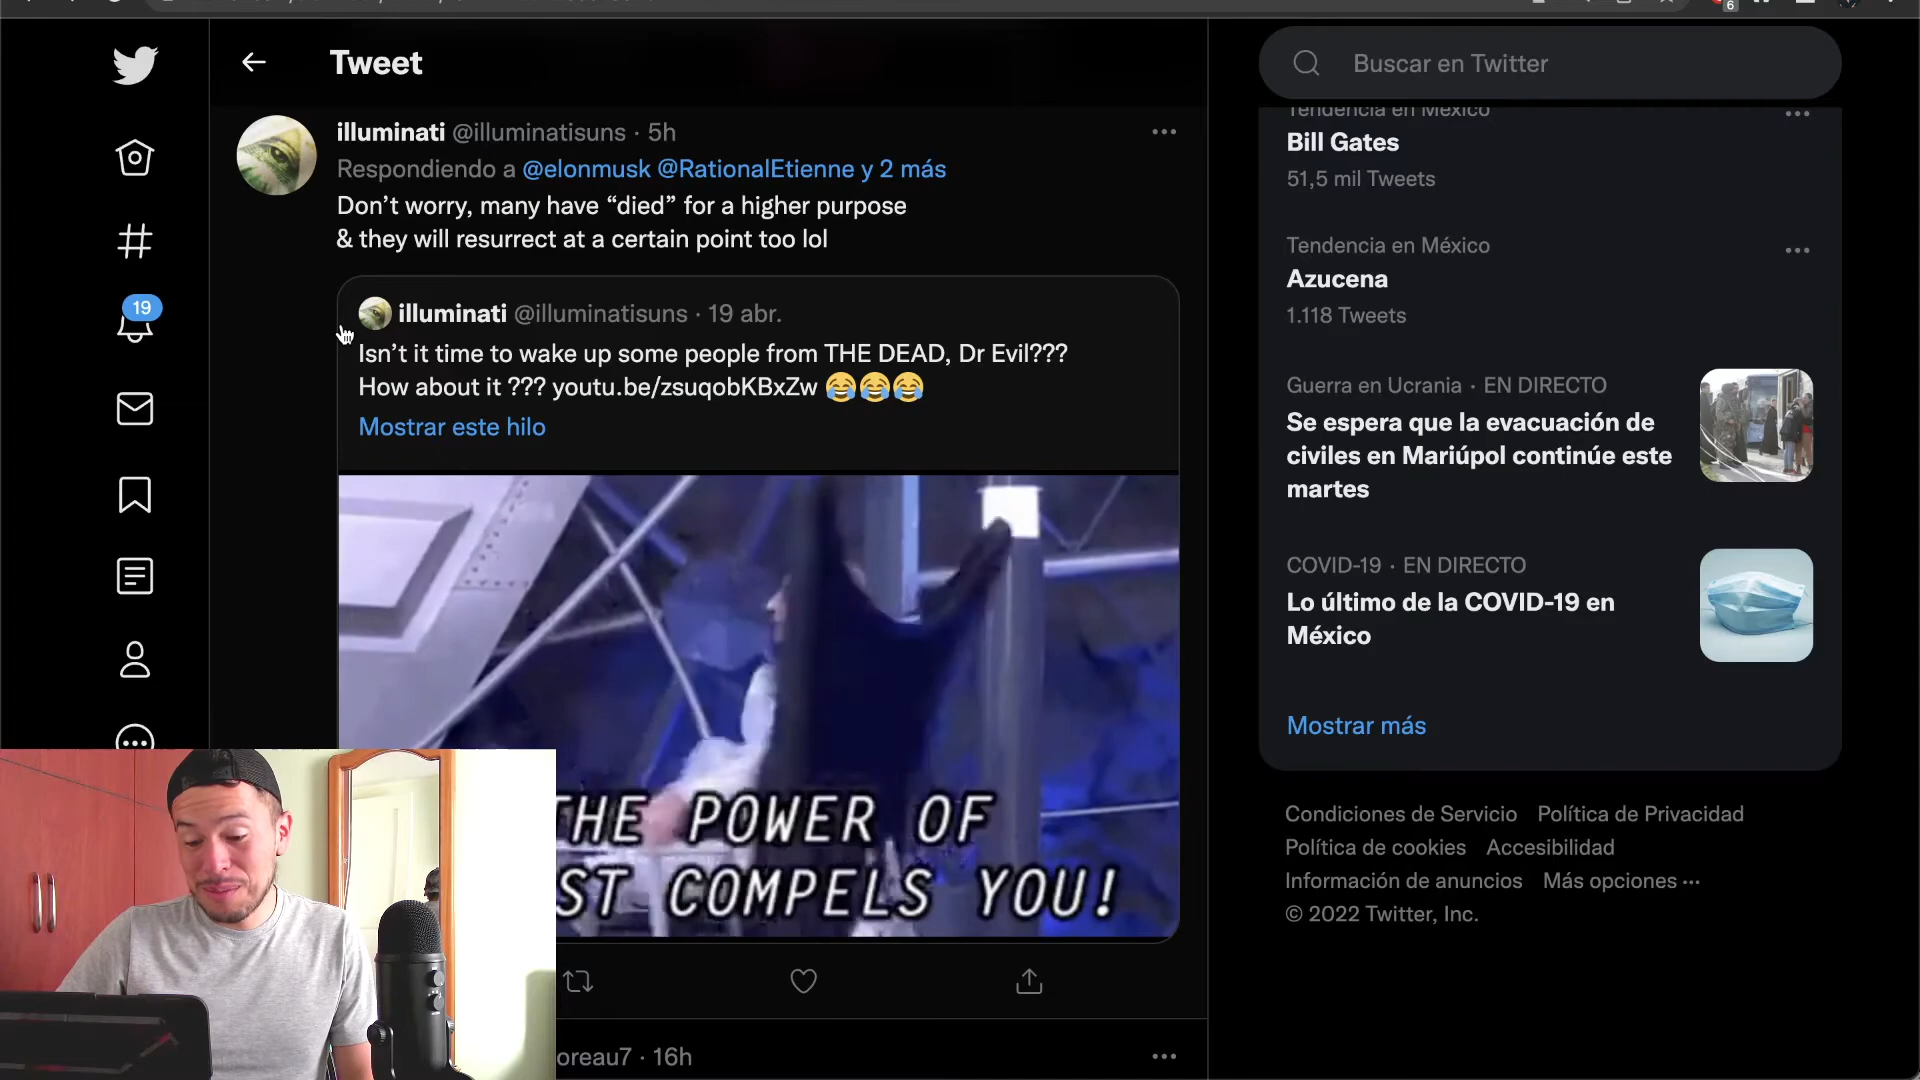 6
Tweet
Buscar en Twitter
illuminati @illuminatisuns · 5h
Respondiendo a @elonmusk @RationalEtienne y 2 más
Don't worry, many have “died” for a higher purpose
& they will resurrect at a certain point too lol
illuminati @illuminatisuns · 19 abr.
Isn't it time to wake up some people from THE DEAD, Dr Evil???
How about it ??? youtu.be/zsuqobKBxZw 😂😂😂
Mostrar este hilo
THE POWER OF
ST COMPELS YOU!
oreau7 · 16h
19
Tendencia en México
Bill Gates
51,5 mil Tweets
Tendencia en México
Azucena
1.118 Tweets
Guerra en Ucrania · EN DIRECTO
Se espera que la evacuación de
civiles en Mariúpol continúe este
martes
COVID-19 · EN DIRECTO
Lo último de la COVID-19 en
México
Mostrar más
Condiciones de Servicio Política de Privacidad
Política de cookies Accesibilidad
Información de anuncios Más opciones ···
© 2022 Twitter, Inc.